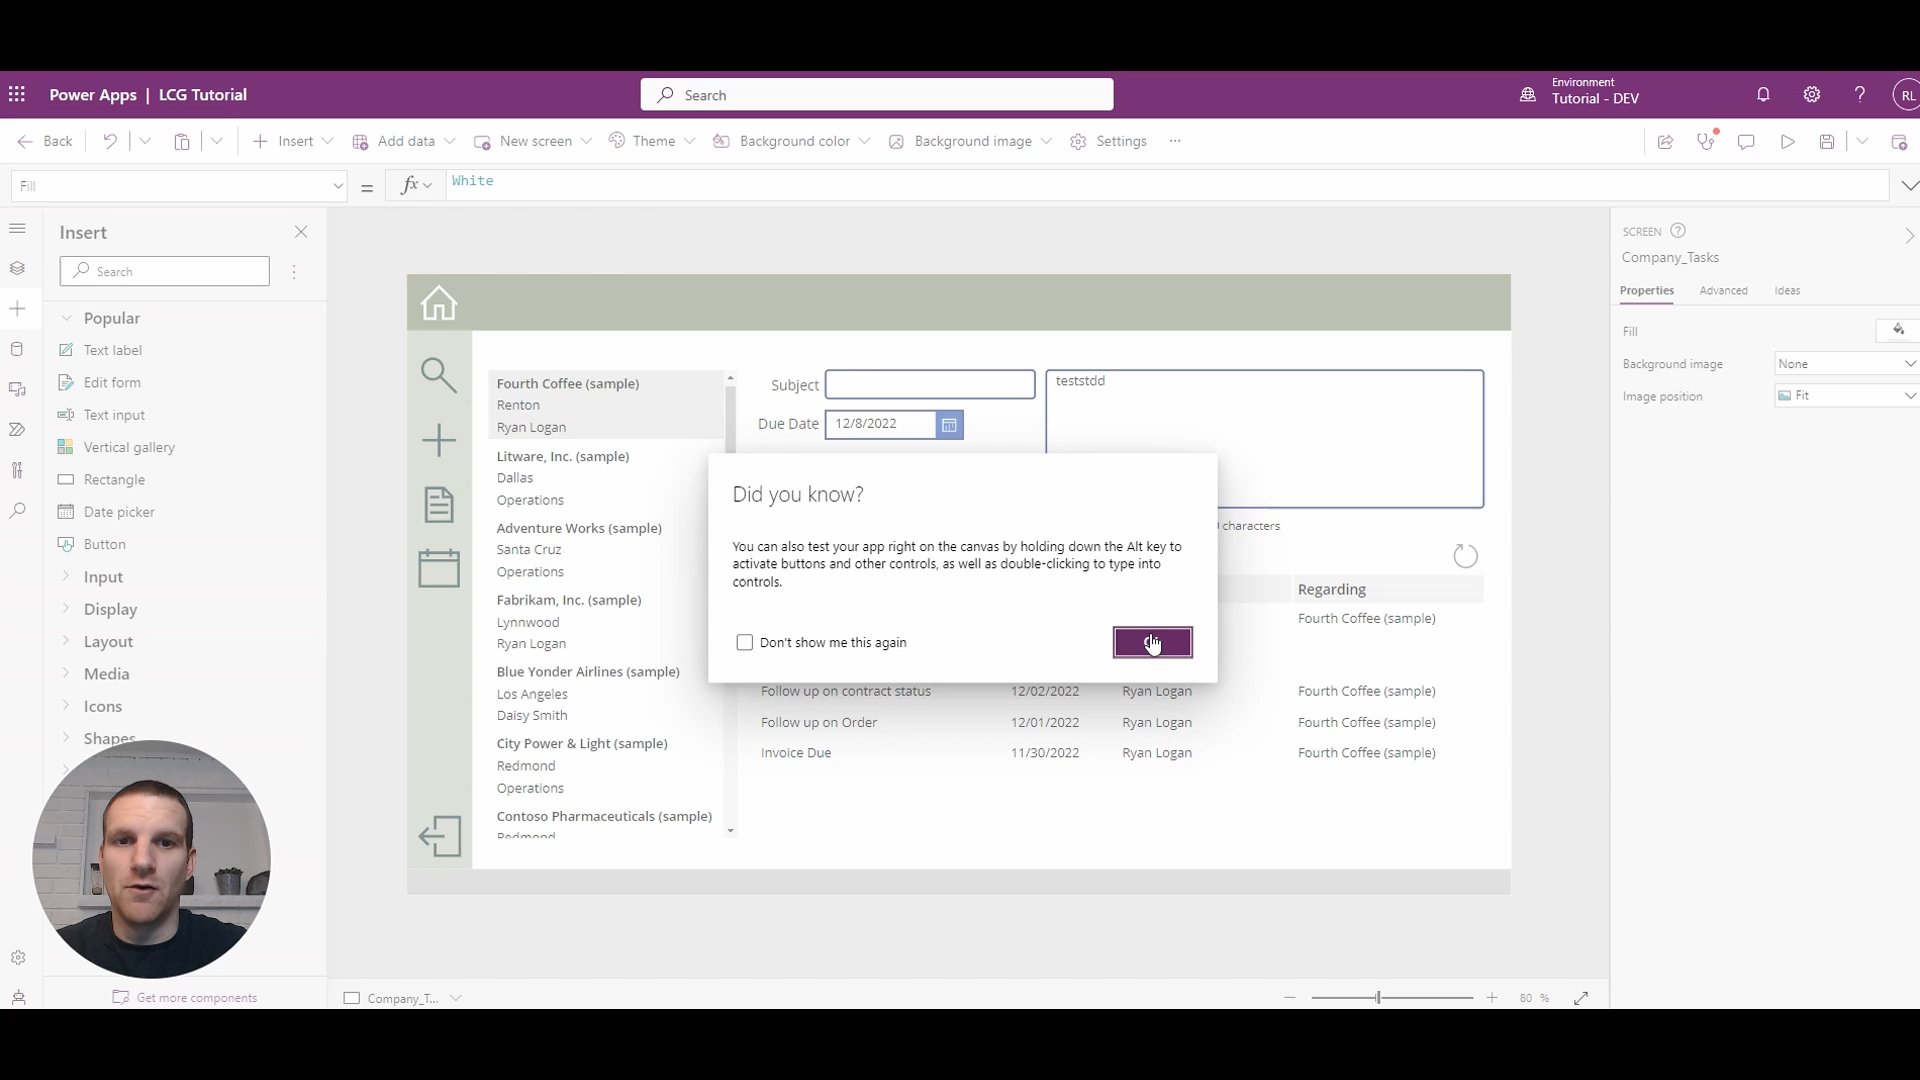 Power Apps | LCG Tutorial
Search
Environment
Tutorial - DEV
RL
Back
Insert
Add data
New screen
Theme
Background color
Background image
Settings
...
Fill
=
fx
White
Insert
Search
Popular
Text label
Edit form
Text input
Vertical gallery
Rectangle
Date picker
Button
Input
Display
Layout
Media
Icons
Shapes
Get more components
Fourth Coffee (sample)
Renton
Ryan Logan
Litware, Inc. (sample)
Dallas
Operations
Adventure Works (sample)
Santa Cruz
Operations
Fabrikam, Inc. (sample)
Lynnwood
Ryan Logan
Blue Yonder Airlines (sample)
Los Angeles
Daisy Smith
City Power & Light (sample)
Redmond
Operations
Contoso Pharmaceuticals (sample)
Redmond
Subject
Due Date 12/8/2022
teststdd
characters
Did you know?
You can also test your app right on the canvas by holding down the Alt key to
activate buttons and other controls, as well as double-clicking to type into
controls.
Don't show me this again
Regarding
Fourth Coffee (sample)
Follow up on contract status 12/02/2022 Ryan Logan Fourth Coffee (sample)
Follow up on Order 12/01/2022 Ryan Logan Fourth Coffee (sample)
Invoice Due 11/30/2022 Ryan Logan Fourth Coffee (sample)
Company_T...
80 %
SCREEN
Company_Tasks
Properties Advanced Ideas
Fill
Background image None
Image position Fit